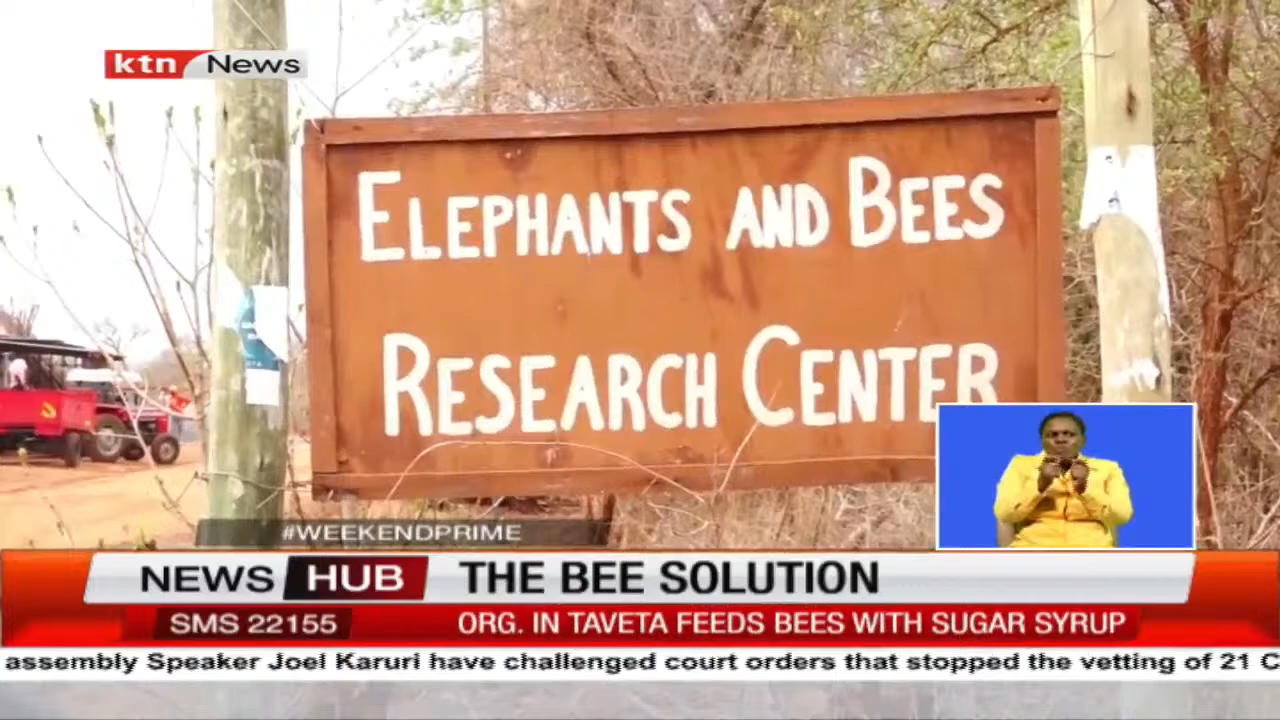 ktn News
ELEPHANTS AND BEES
RESEARCH CENTER
#WEEKENDPRIME
NEWS HUB THE BEE SOLUTION
SMS 22155 ORG. IN TAVETA FEEDS BEES WITH SUGAR SYRUP
assembly Speaker Joel Karuri have challenged court orders that stopped the vetting of 21 C